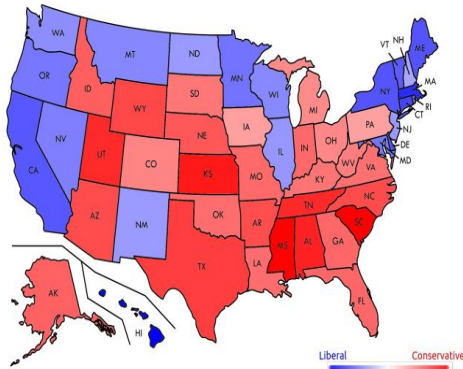 WA
MT
ND
MN
VT
NH
ME
OR
ID
WY
SD
WI
MI
NY
MA
RI
CT
NV
UT
CO
NE
IA
IL
IN
OH
PA
NJ
DE
MD
CA
AZ
NM
KS
OK
MO
KY
WV
VA
TN
NC
AR
SC
TX
LA
MS
AL
GA
FL
AK
HI
Liberal Conservative